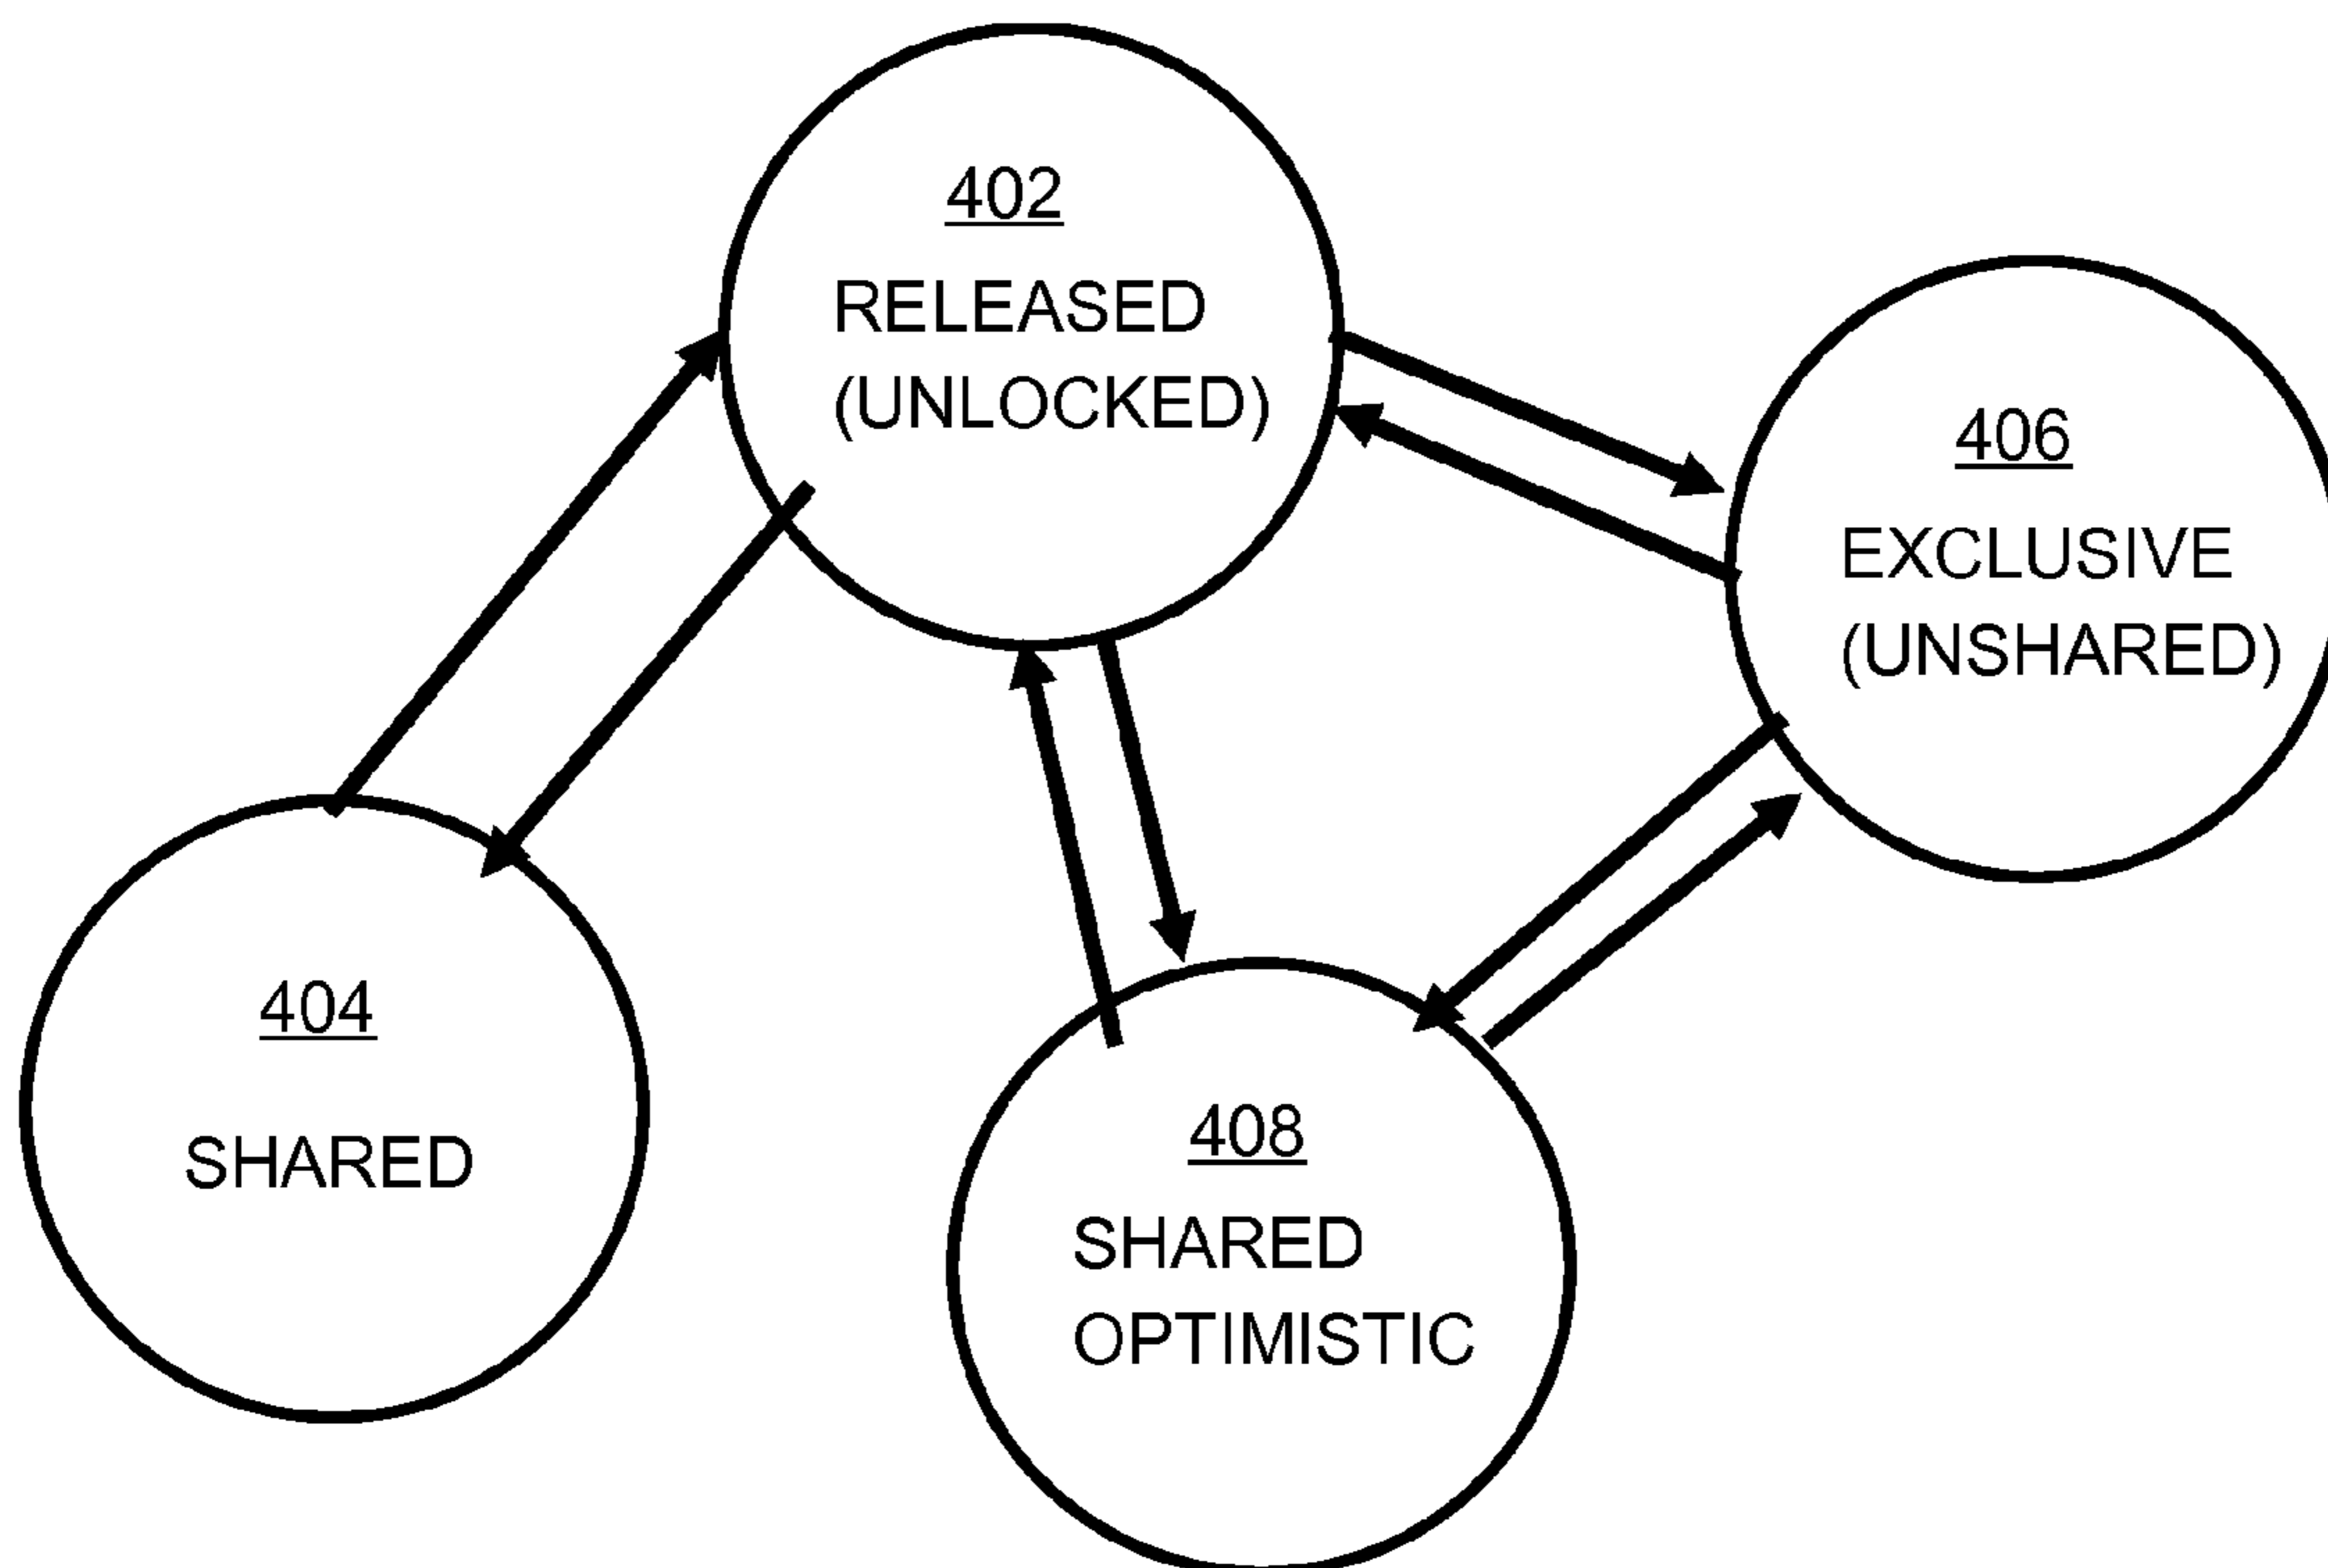 402
RELEASED
(UNLOCKED)
406
EXCLUSIVE
(UNSHARED)
404
SHARED
408
SHARED
OPTIMISTIC